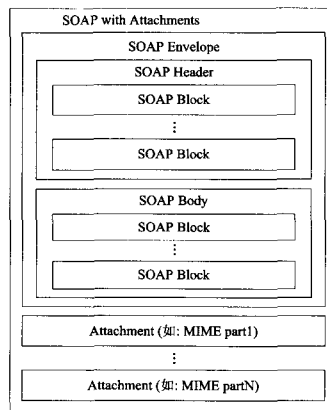 SOAP with Attachments
SOAP Envelope
SOAP Header
SOAP Block
⋮
SOAP Block
SOAP Body
SOAP Block
⋮
SOAP Block
Attachment (如: MIME part1)
⋮
Attachment (如: MIME partN)